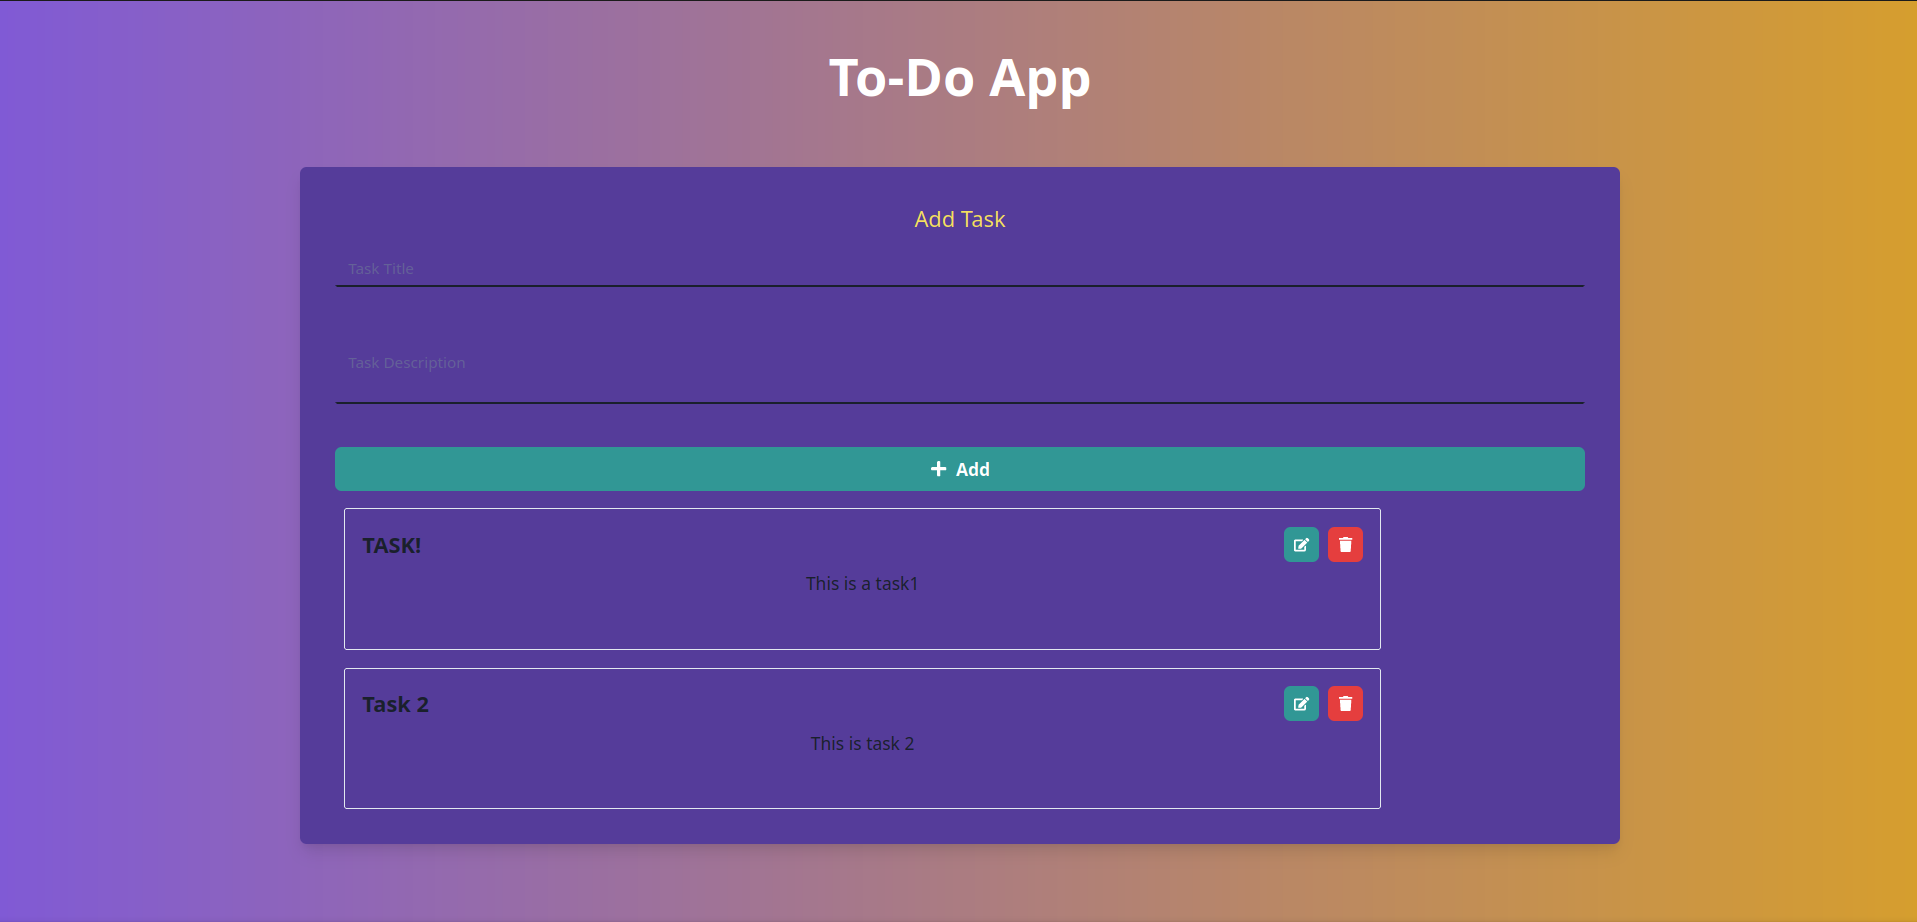 To-Do App
Add Task
Task Title
Task Description
Add
TASK!
This is a task1
Task 2
This is task 2